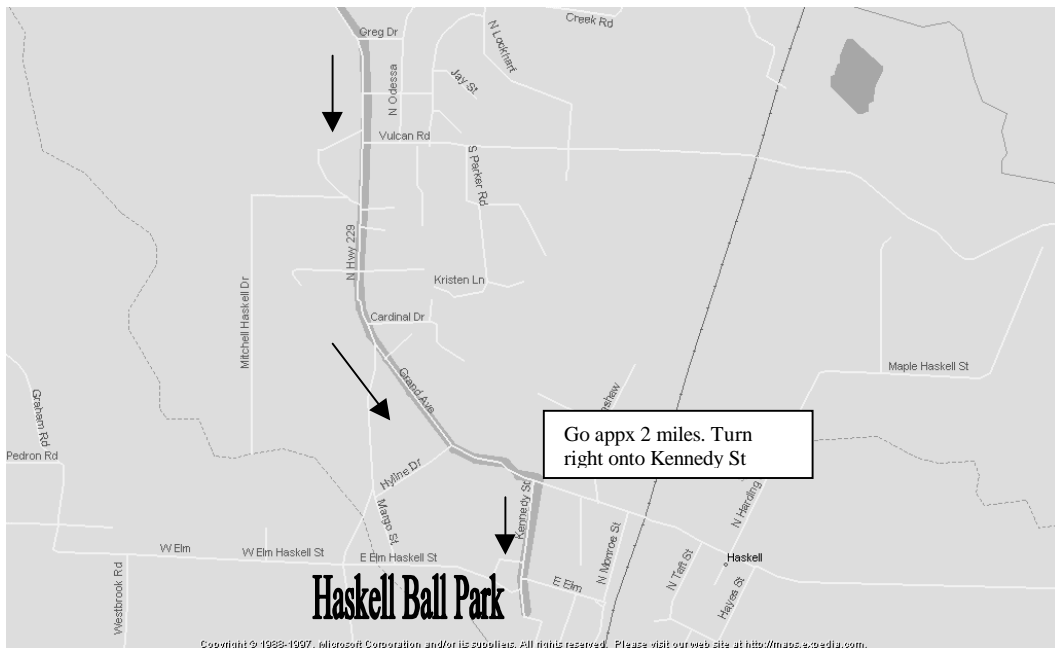 Creek Rd
Greg Dr
N Lockhart
N Odessa
Jay St
Vulcan Rd
S Parker Rd
N Hwy 229
Kristen Ln
Mitchell Haskell Dr
Cardinal Dr
Grand Ave
Maple Haskell St
Graham Rd
Pedron Rd
Go appx 2 miles. Turn
right onto Kennedy St
Hyline Dr
Margo St
Kennedy St
N Harding
N Monroe St
W Elm
W Elm Haskell St
E Elm Haskell St
Haskell
N Taft St
E Elm
Hayes St
Westbrook Rd
Haskell Ball Park
Copyright © 1988-1997, Microsoft Corporation and/or its suppliers. All rights reserved. Please visit our web site at http://maps.expedia.com.